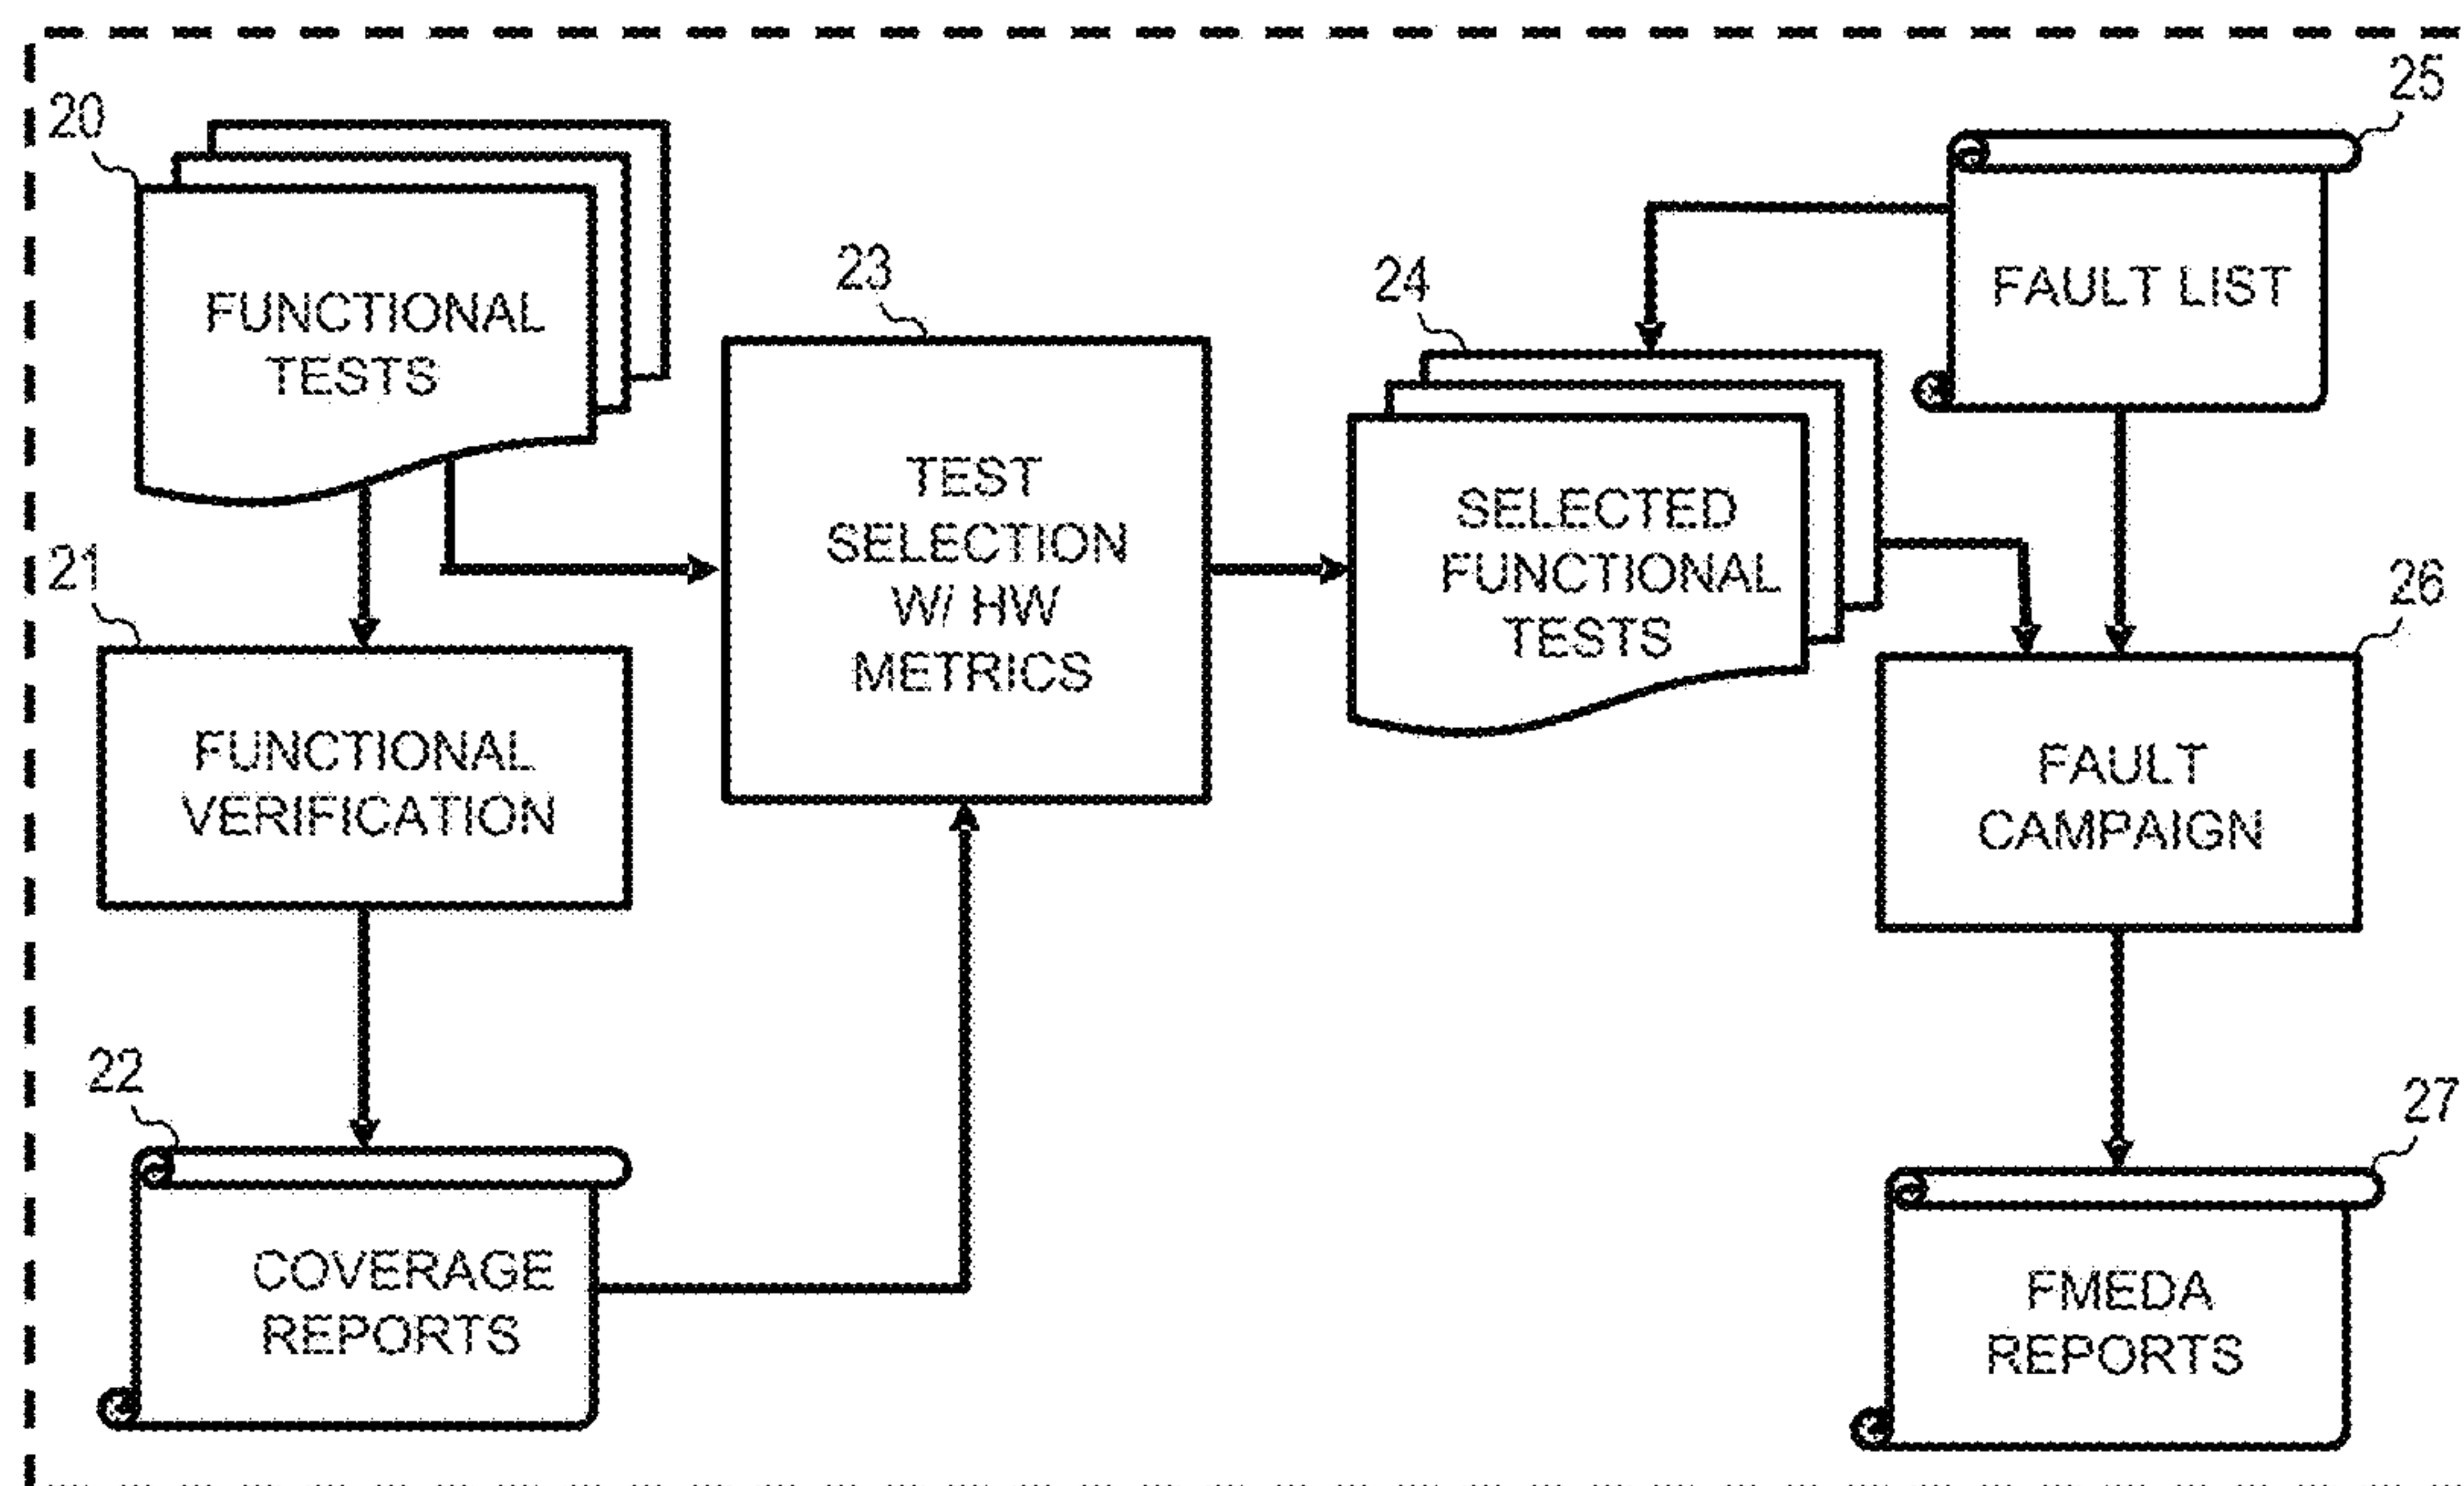 20
FUNCTIONAL
TESTS
21
FUNCTIONAL
VERIFICATION
22
COVERAGE
REPORTS
23
TEST
SELECTION
W/ HW
METRICS
24
SELECTED
FUNCTIONAL
TESTS
25
FAULT LIST
26
FAULT
CAMPAIGN
27
FMEDA
REPORTS